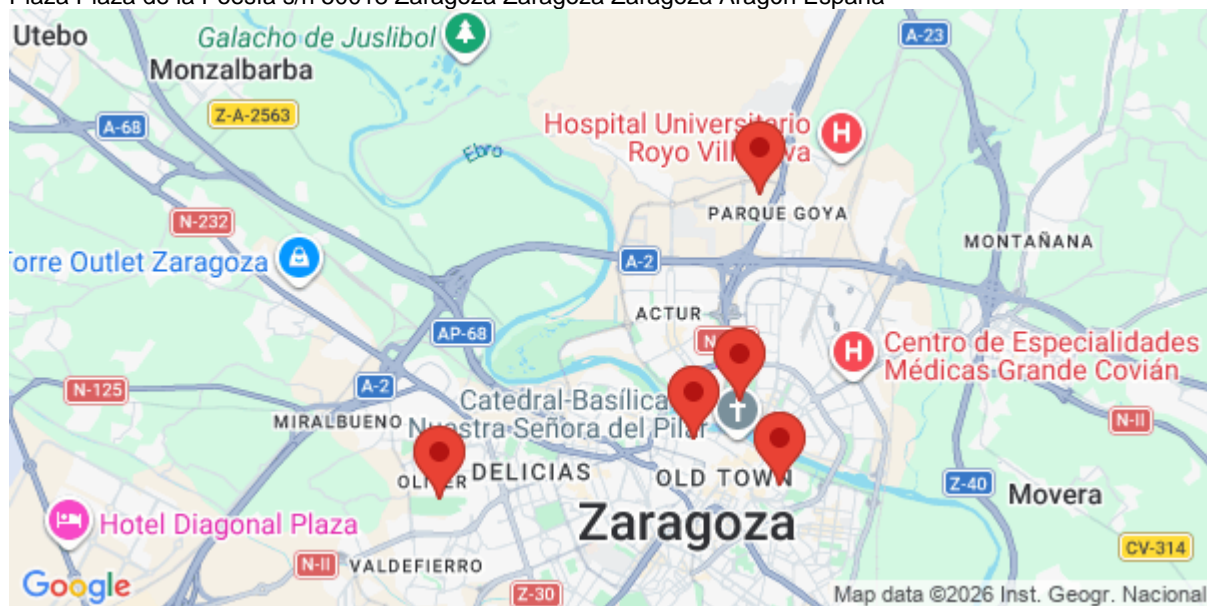 Plaza Plaza de la Poesía s/n 50018 Zaragoza Zaragoza Zaragoza Aragón España
Utebo
Galacho de Juslibol
A-23
Monzalbarba
Z-A-2563
A-68
Hospital Universitario
Royo Villanova
Ebro
PARQUE GOYA
N-232
MONTAÑANA
Torre Outlet Zaragoza
A-2
ACTUR
AP-68
N
Centro de Especialidades
Médicas Grande Covián
N-125
A-2
Catedral-Basílica
MIRALBUENO
Nuestra Señora del Pilar
N-II
OLIVER
DELICIAS
OLD TOWN
Z-40
Movera
Hotel Diagonal Plaza
Zaragoza
CV-314
N-II
VALDEFIERRO
Google
Z-30
Map data ©2026 Inst. Geogr. Nacional